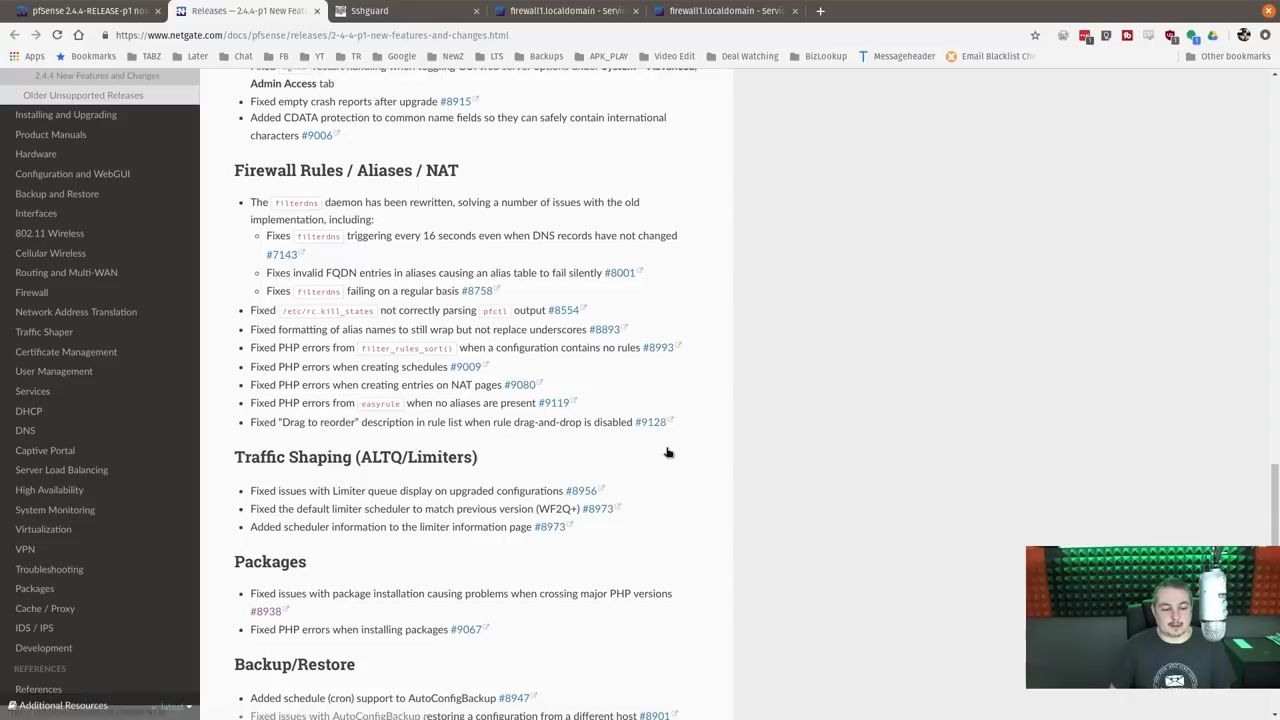 pfSense 2.4.4-RELEASE-p1 now
Releases — 2.4.4-p1 New Feat
Sshguard
firewall1.localdomain - Servic
firewall1.localdomain - Servic
https://www.netgate.com/docs/pfsense/releases/2-4-4-p1-new-features-and-changes.html
Apps
Bookmarks
TABZ
Later
Chat
FB
YT
TR
Google
NewZ
LTS
Backups
APK_PLAY
Video Edit
Deal Watching
BizLookup
Messageheader
Email Blacklist Che
Other bookmarks
2.4.4 New Features and Changes
Older Unsupported Releases
Installing and Upgrading
Product Manuals
Hardware
Configuration and WebGUI
Backup and Restore
Interfaces
802.11 Wireless
Cellular Wireless
Routing and Multi-WAN
Firewall
Network Address Translation
Traffic Shaper
Certificate Management
User Management
Services
DHCP
DNS
Captive Portal
Server Load Balancing
High Availability
System Monitoring
Virtualization
VPN
Troubleshooting
Packages
Cache / Proxy
IDS / IPS
Development
REFERENCES
References
Additional Resources
v: latest
Admin Access tab
Fixed empty crash reports after upgrade #8915
Added CDATA protection to common name fields so they can safely contain international
characters #9006
Firewall Rules / Aliases / NAT
The filterdns daemon has been rewritten, solving a number of issues with the old
implementation, including:
Fixes filterdns triggering every 16 seconds even when DNS records have not changed
#7143
Fixes invalid FQDN entries in aliases causing an alias table to fail silently #8001
Fixes filterdns failing on a regular basis #8758
Fixed /etc/rc.kill_states not correctly parsing pfctl output #8554
Fixed formatting of alias names to still wrap but not replace underscores #8893
Fixed PHP errors from filter_rules_sort() when a configuration contains no rules #8993
Fixed PHP errors when creating schedules #9009
Fixed PHP errors when creating entries on NAT pages #9080
Fixed PHP errors from easyrule when no aliases are present #9119
Fixed “Drag to reorder” description in rule list when rule drag-and-drop is disabled #9128
Traffic Shaping (ALTQ/Limiters)
Fixed issues with Limiter queue display on upgraded configurations #8956
Fixed the default limiter scheduler to match previous version (WF2Q+) #8973
Added scheduler information to the limiter information page #8973
Packages
Fixed issues with package installation causing problems when crossing major PHP versions
#8938
Fixed PHP errors when installing packages #9067
Backup/Restore
Added schedule (cron) support to AutoConfigBackup #8947
Fixed issues with AutoConfigBackup restoring a configuration from a different host #8901